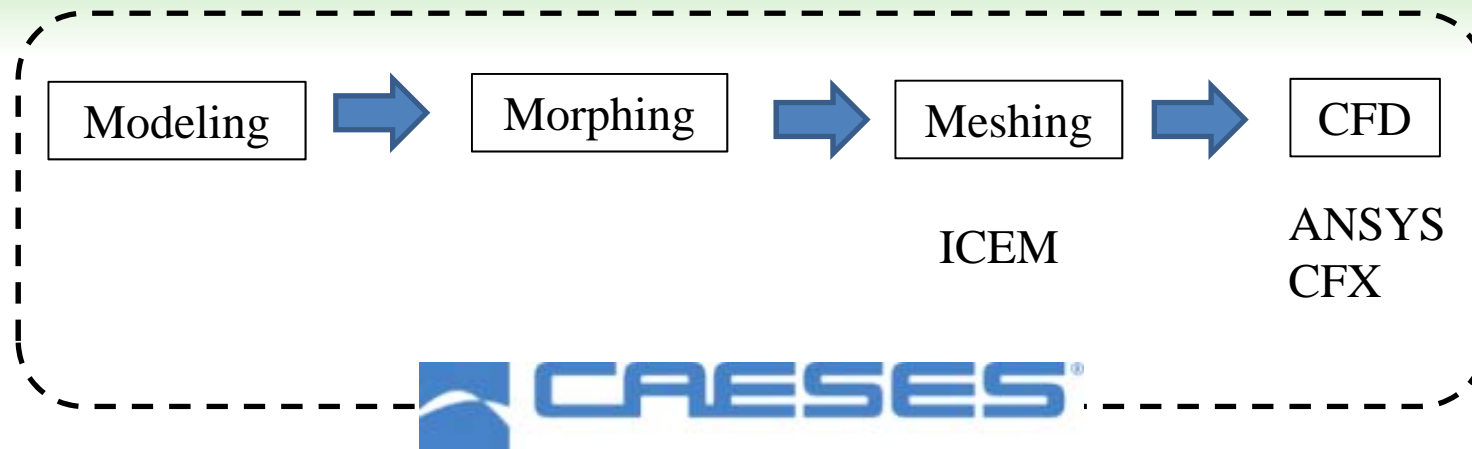 Modeling
Morphing
Meshing
CFD
ICEM
ANSYS
CFX
CAESES®